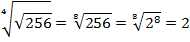 ⁴√(√256) = ⁸√256 = ⁸√(2⁸) = 2